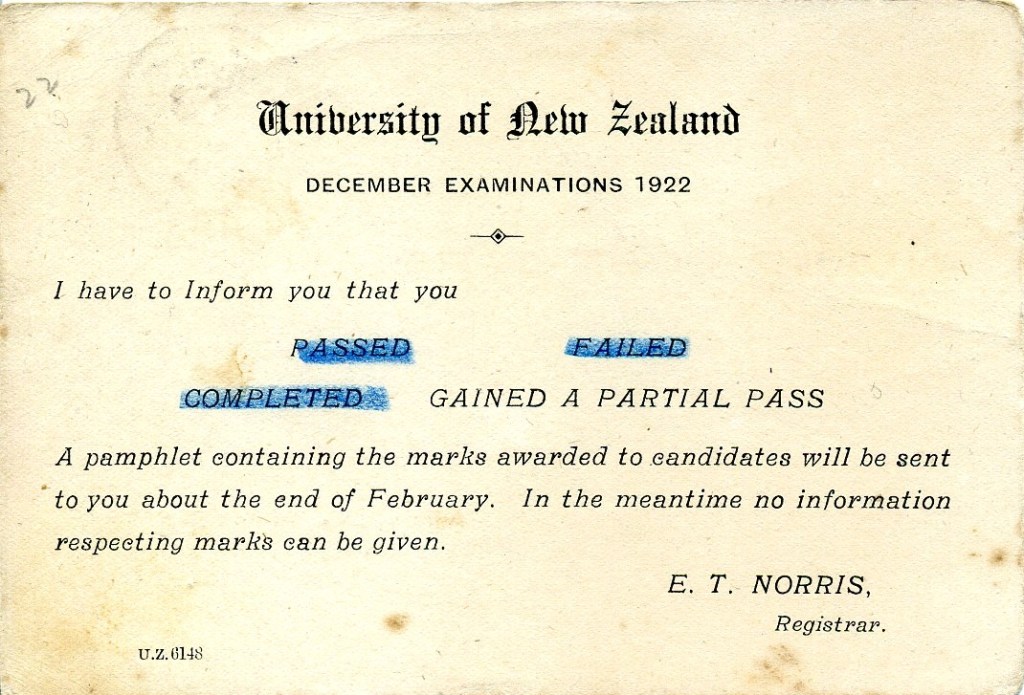 22
University of New Zealand
DECEMBER EXAMINATIONS 1922
I have to Inform you that you
PASSED FAILED
COMPLETED GAINED A PARTIAL PASS
A pamphlet containing the marks awarded to candidates will be sent
to you about the end of February. In the meantime no information
respecting marks can be given.
E. T. NORRIS,
Registrar.
U.Z. 6148